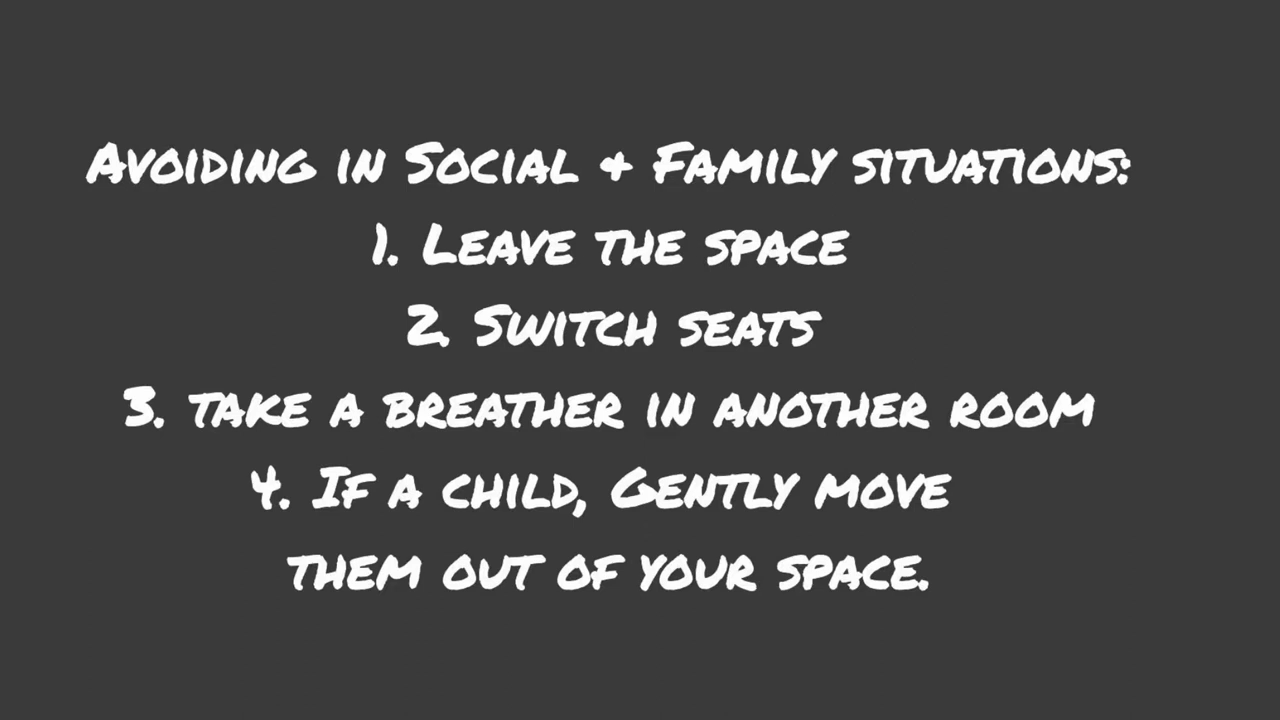 Avoiding in Social & Family situations:
1. Leave the space
2. Switch seats
3. take a breather in another room
4. If a child, Gently move
them out of your space.